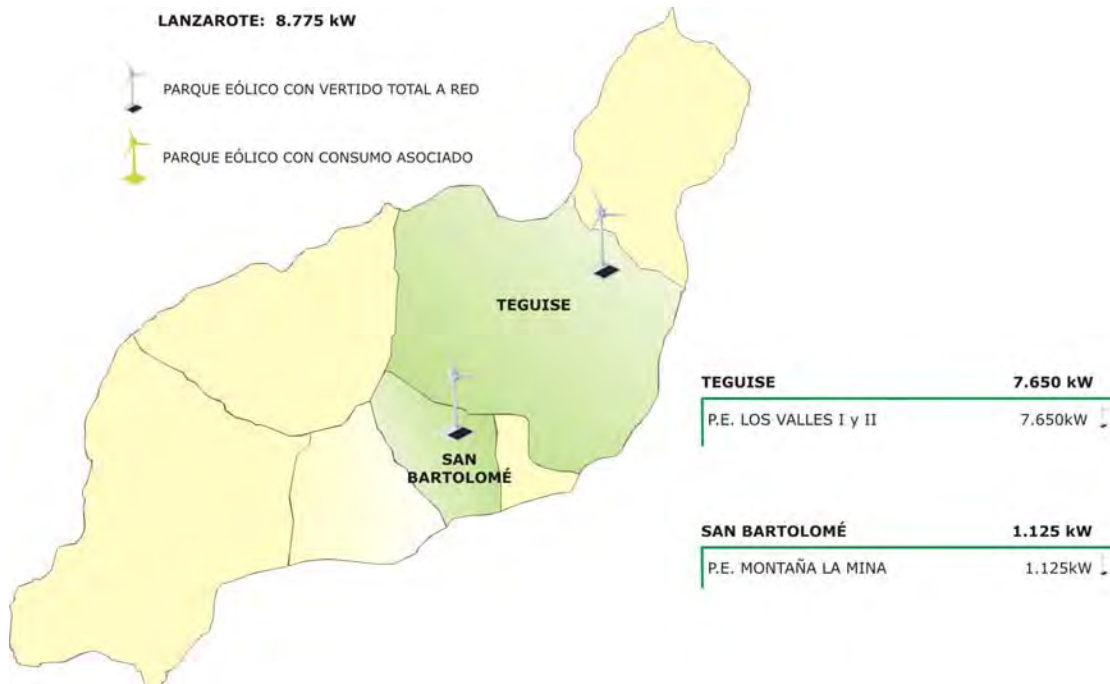 LANZAROTE: 8.775 kW
PARQUE EÓLICO CON VERTIDO TOTAL A RED
PARQUE EÓLICO CON CONSUMO ASOCIADO
TEGUISE
SAN
BARTOLOMÉ
TEGUISE 7.650 kW
P.E. LOS VALLES I y II 7.650kW
SAN BARTOLOMÉ 1.125 kW
P.E. MONTAÑA LA MINA 1.125kW